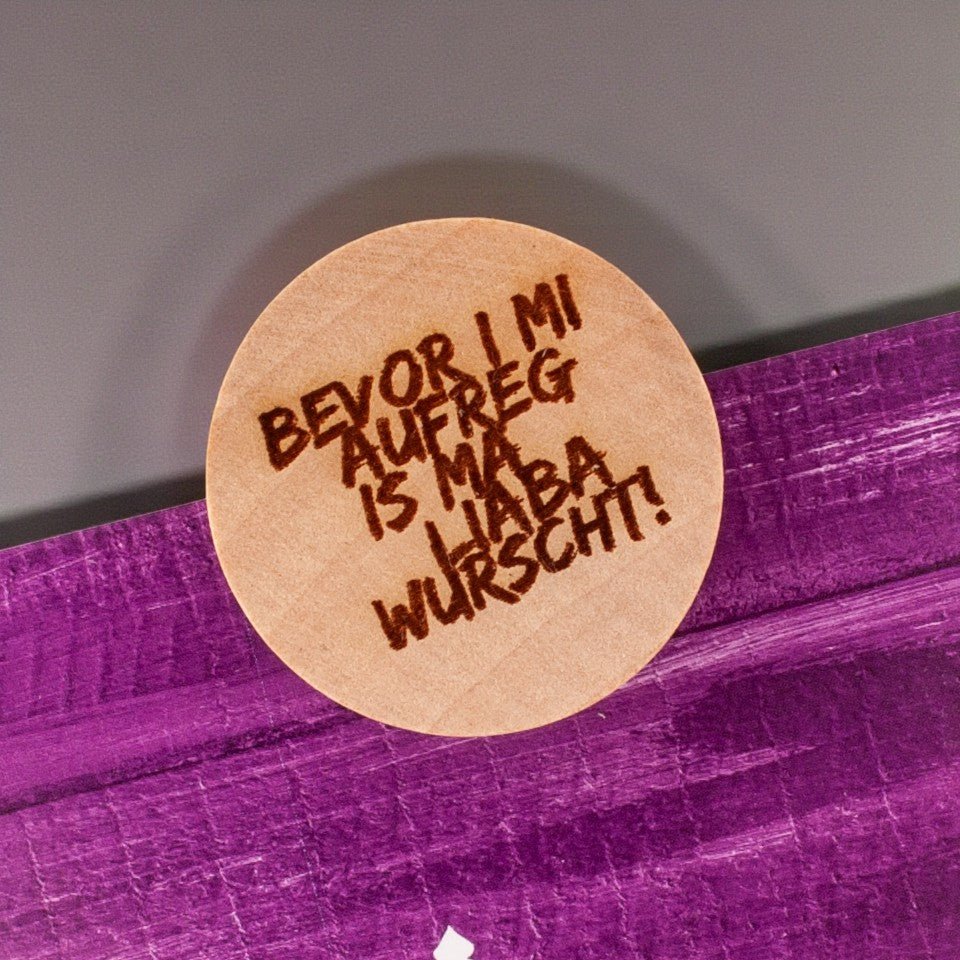 BEVOR I MI
AUFREG
IS MA
LIABA
WURSCHT!